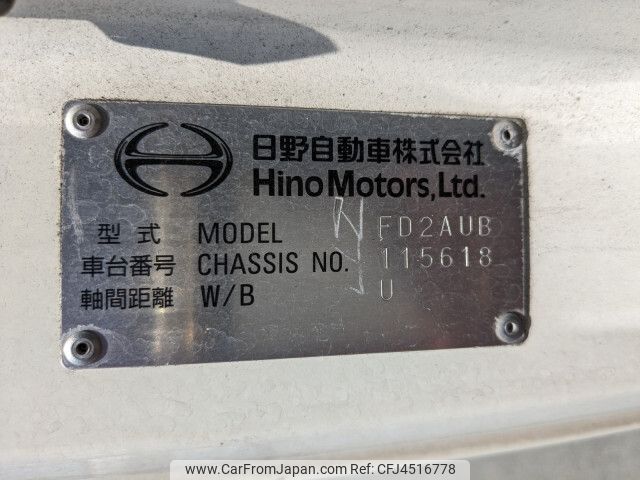 日野自動車株式会社
Hino Motors, Ltd.
型式 MODEL FD2AUB
車台番号 CHASSIS NO. 115618
軸間距離 W/B U
www.CarFromJapan.com | CFJ4516778